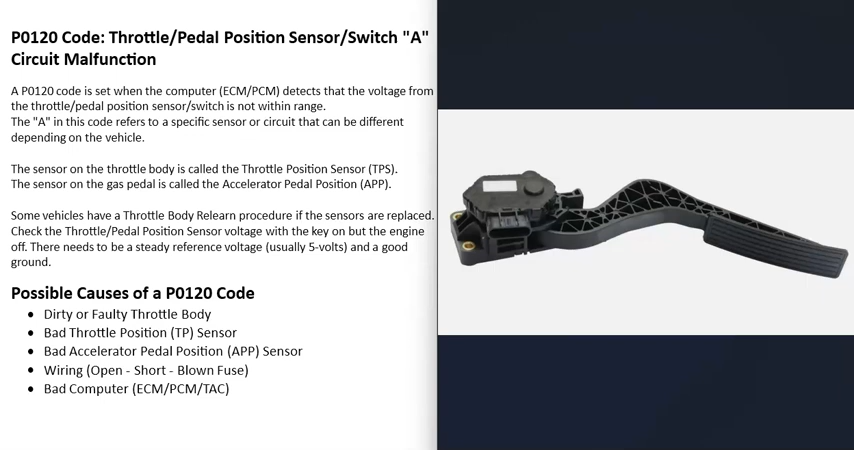 P0120 Code: Throttle/Pedal Position Sensor/Switch "A"
Circuit Malfunction
A P0120 code is set when the computer (ECM/PCM) detects that the voltage from
the throttle/pedal position sensor/switch is not within range.
The "A" in this code refers to a specific sensor or circuit that can be different
depending on the vehicle.
The sensor on the throttle body is called the Throttle Position Sensor (TPS).
The sensor on the gas pedal is called the Accelerator Pedal Position (APP).
Some vehicles have a Throttle Body Relearn procedure if the sensors are replaced.
Check the Throttle/Pedal Position Sensor voltage with the key on but the engine
off. There needs to be a steady reference voltage (usually 5-volts) and a good
ground.
Possible Causes of a P0120 Code
• Dirty or Faulty Throttle Body
• Bad Throttle Position (TP) Sensor
• Bad Accelerator Pedal Position (APP) Sensor
• Wiring (Open - Short - Blown Fuse)
• Bad Computer (ECM/PCM/TAC)